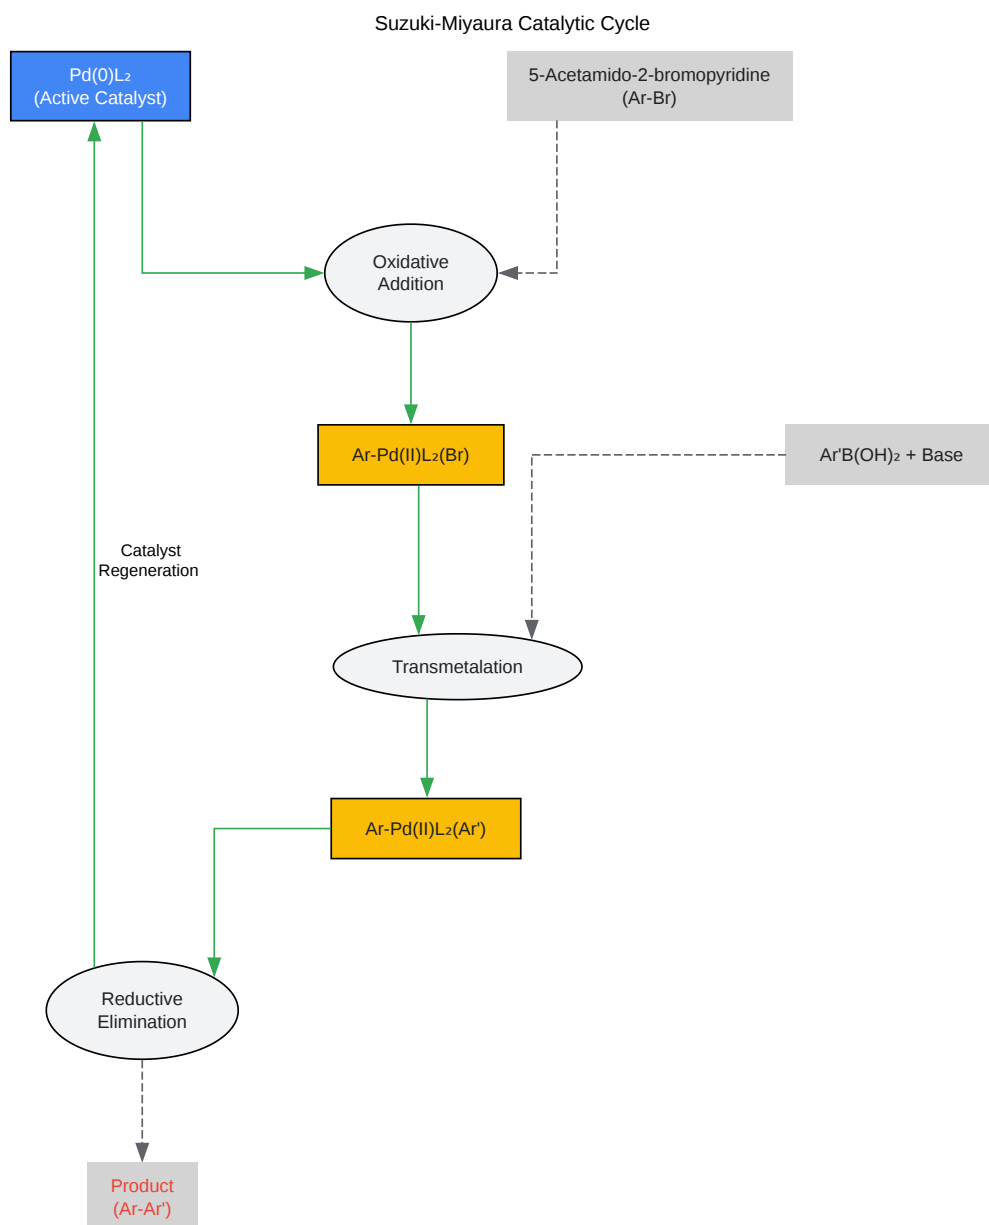 Suzuki-Miyaura Catalytic Cycle
Pd(0)L₂
(Active Catalyst)
5-Acetamido-2-bromopyridine
(Ar-Br)
Oxidative
Addition
Ar-Pd(II)L₂(Br)
Ar'B(OH)₂ + Base
Catalyst
Regeneration
Transmetalation
Ar-Pd(II)L₂(Ar')
Reductive
Elimination
Product
(Ar-Ar')